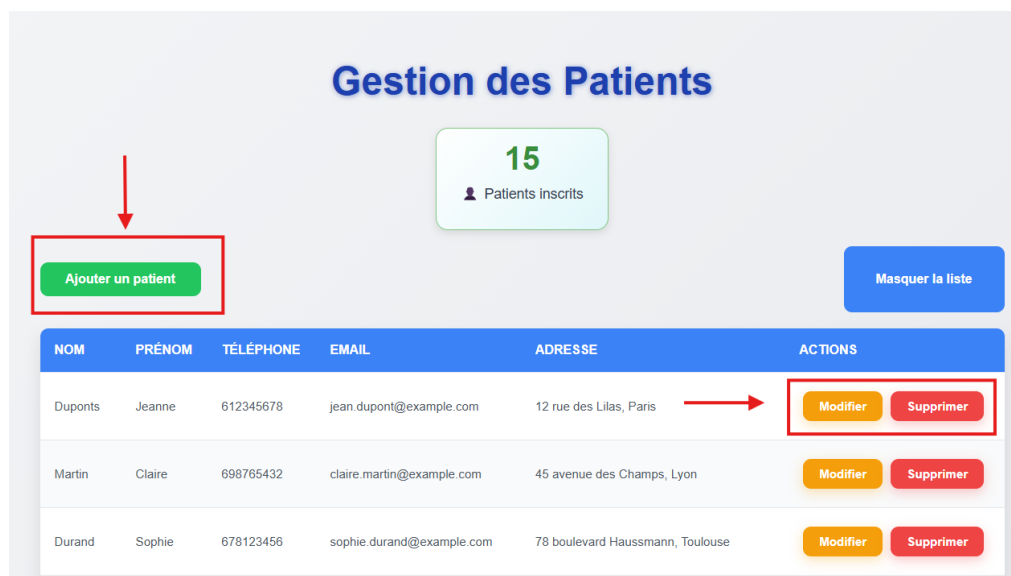 Gestion des Patients
15
Patients inscrits
Ajouter un patient
Masquer la liste
NOM PRÉNOM TÉLÉPHONE EMAIL ADRESSE ACTIONS
Duponts Jeanne 612345678 jean.dupont@example.com 12 rue des Lilas, Paris Modifier Supprimer
Martin Claire 698765432 claire.martin@example.com 45 avenue des Champs, Lyon Modifier Supprimer
Durand Sophie 678123456 sophie.durand@example.com 78 boulevard Haussmann, Toulouse Modifier Supprimer